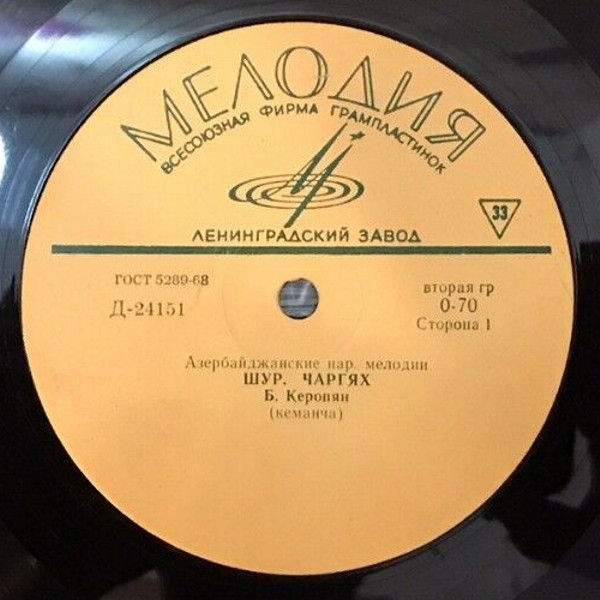 МЕЛОДИЯ
ВСЕСОЮЗНАЯ ФИРМА ГРАМПЛАСТИНОК
33
ЛЕНИНГРАДСКИЙ ЗАВОД
ГОСТ 5289-68
вторая гр
Д-24151
0-70
Сторона 1
Азербайджанские нар. мелодии
ШУР. ЧАРГЯХ
Б. Керопян
(кеманча)